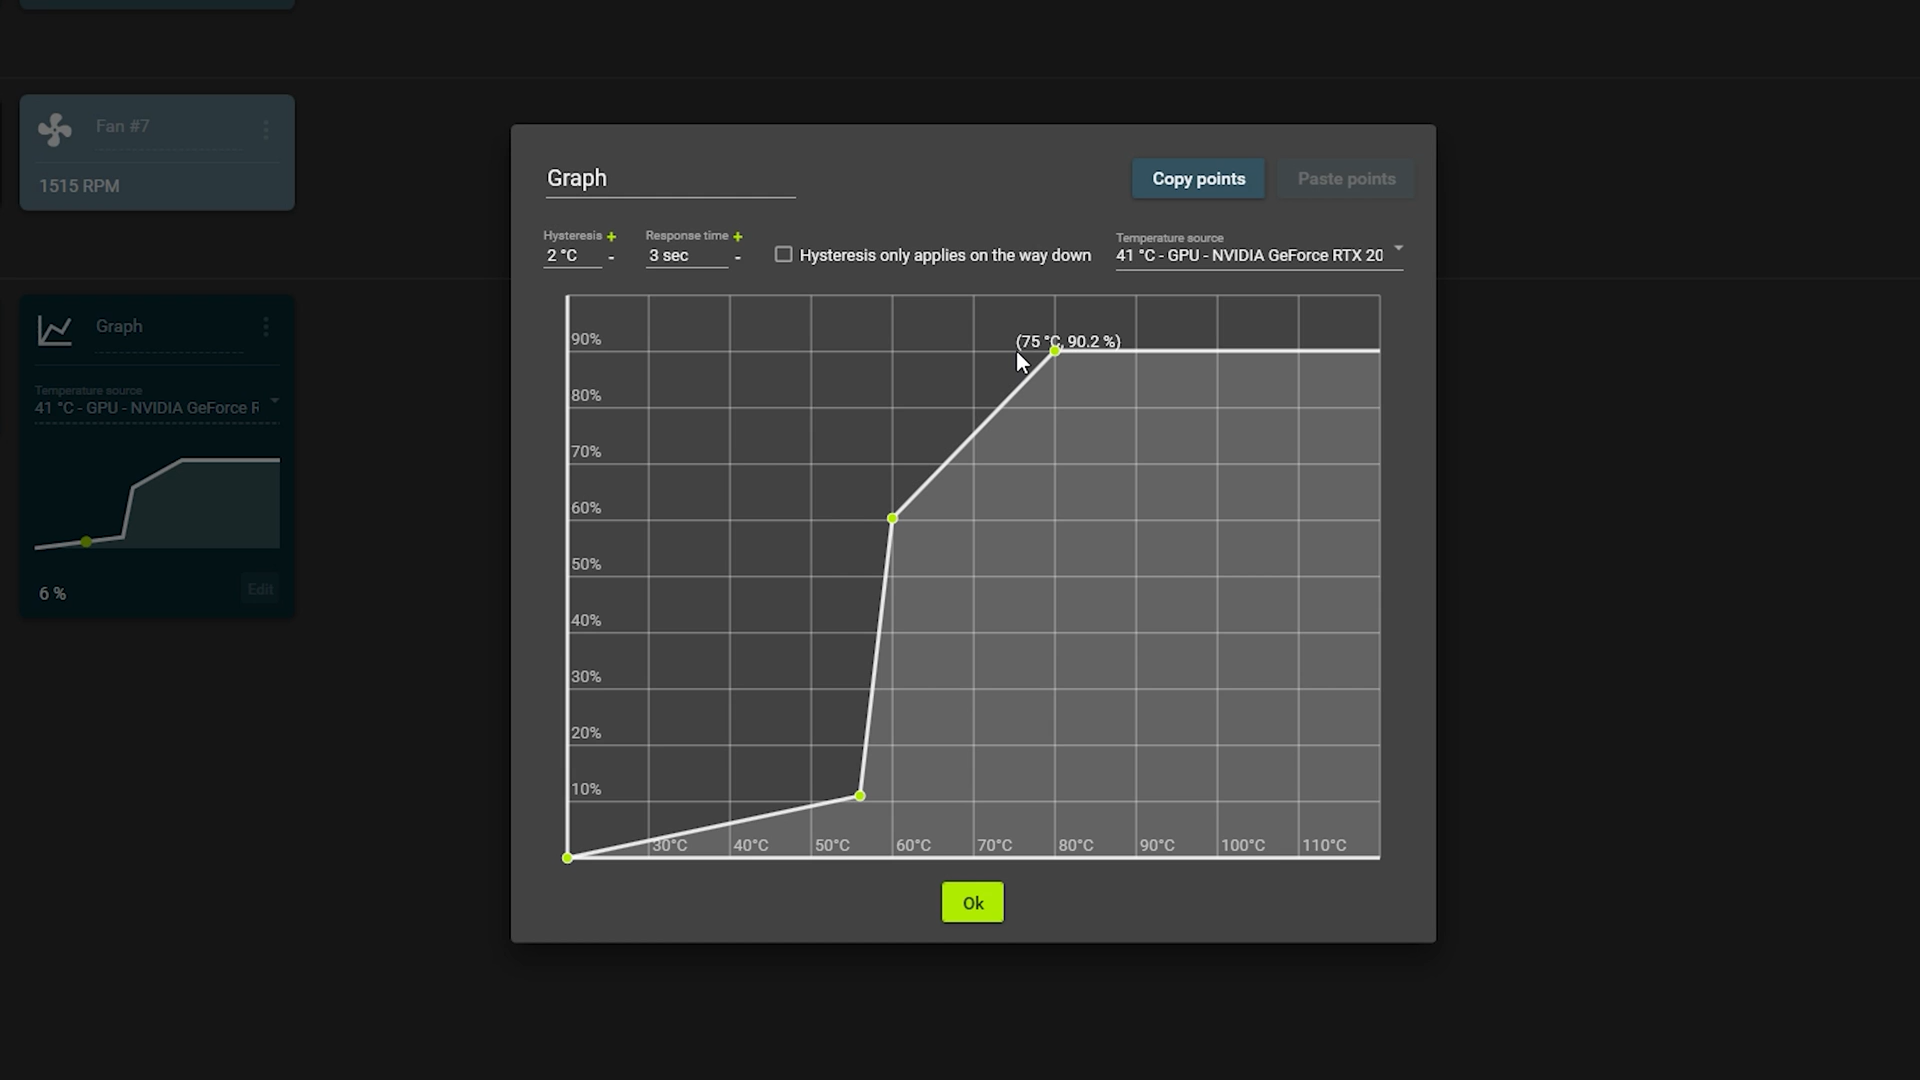 Fan #7
1515 RPM
Graph
Temperature source
41 °C - GPU - NVIDIA GeForce R
6 %
Edit
Graph
Copy points
Paste points
Hysteresis +
2 °C -
Response time +
3 sec -
Hysteresis only applies on the way down
Temperature source
41 °C - GPU - NVIDIA GeForce RTX 20
(75 °C, 90.2 %)
90%
80%
70%
60%
50%
40%
30%
20%
10%
30°C 40°C 50°C 60°C 70°C 80°C 90°C 100°C 110°C
Ok